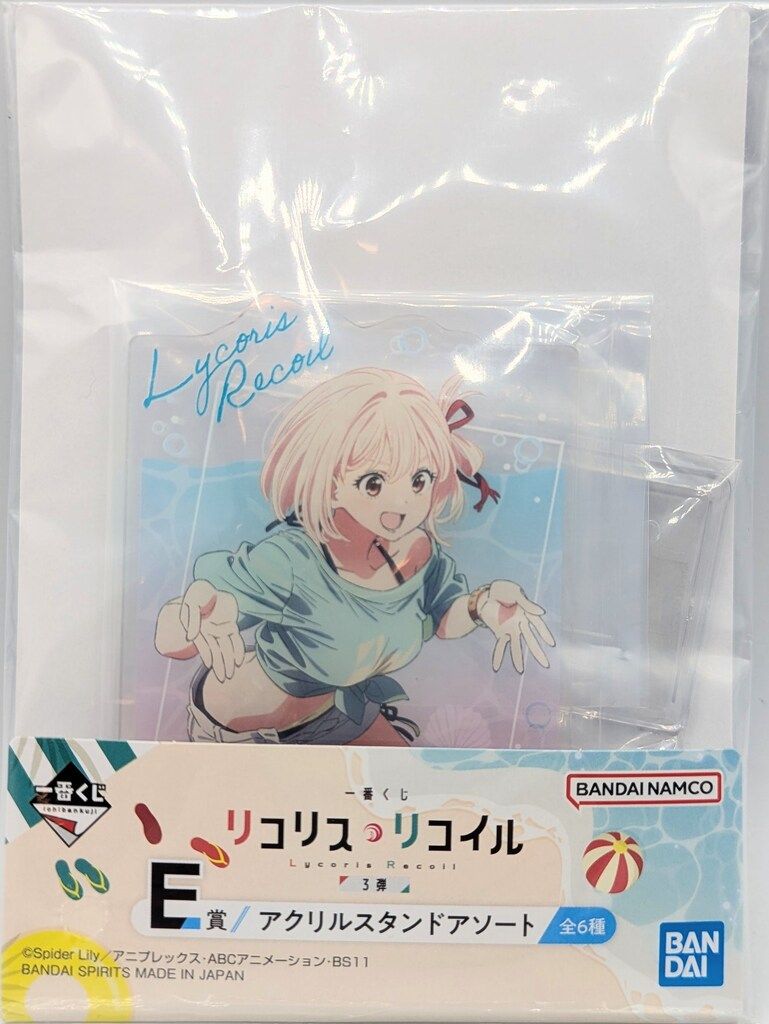 Lycoris
Recoil
一番くじ
ichibankuji
一番くじ
リコリス・リコイル
Lycoris Recoil
3弾
BANDAI NAMCO
E賞/アクリルスタンドアソート 全6種
©Spider Lily/アニプレックス・ABCアニメーション・BS11
BANDAI SPIRITS MADE IN JAPAN
BAN
DAI